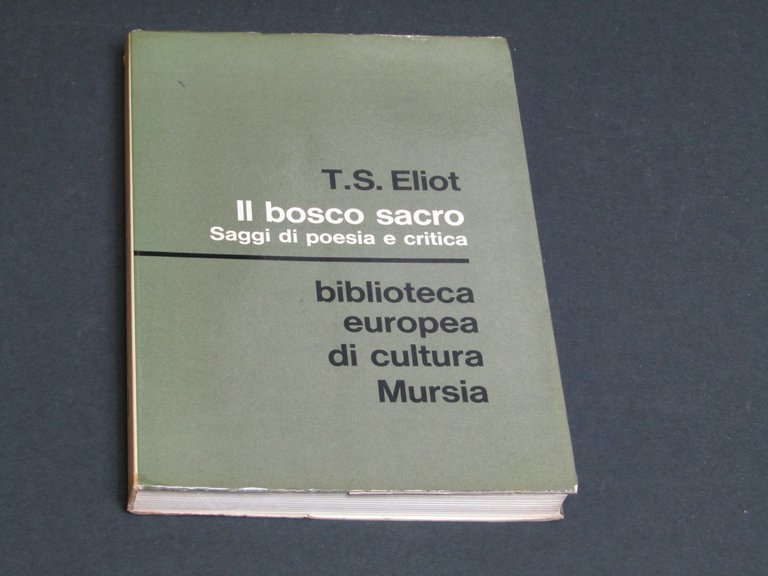 T.S. Eliot
Il bosco sacro
Saggi di poesia e critica
biblioteca
europea
di cultura
Mursia